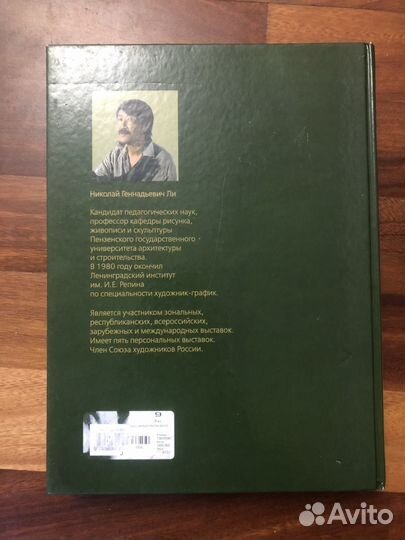 Николай Геннадьевич Ли
Кандидат педагогических наук,
профессор кафедры рисунка,
живописи и скульптуры
Пензенского государственного
университета архитектуры
и строительства.
В 1980 году окончил
Ленинградский институт
им. И.Е. Репина
по специальности художник-график.
Является участником зональных,
республиканских, всероссийских,
зарубежных и международных выставок.
Имеет пять персональных выставок.
Член Союза художников России.
9
Avito